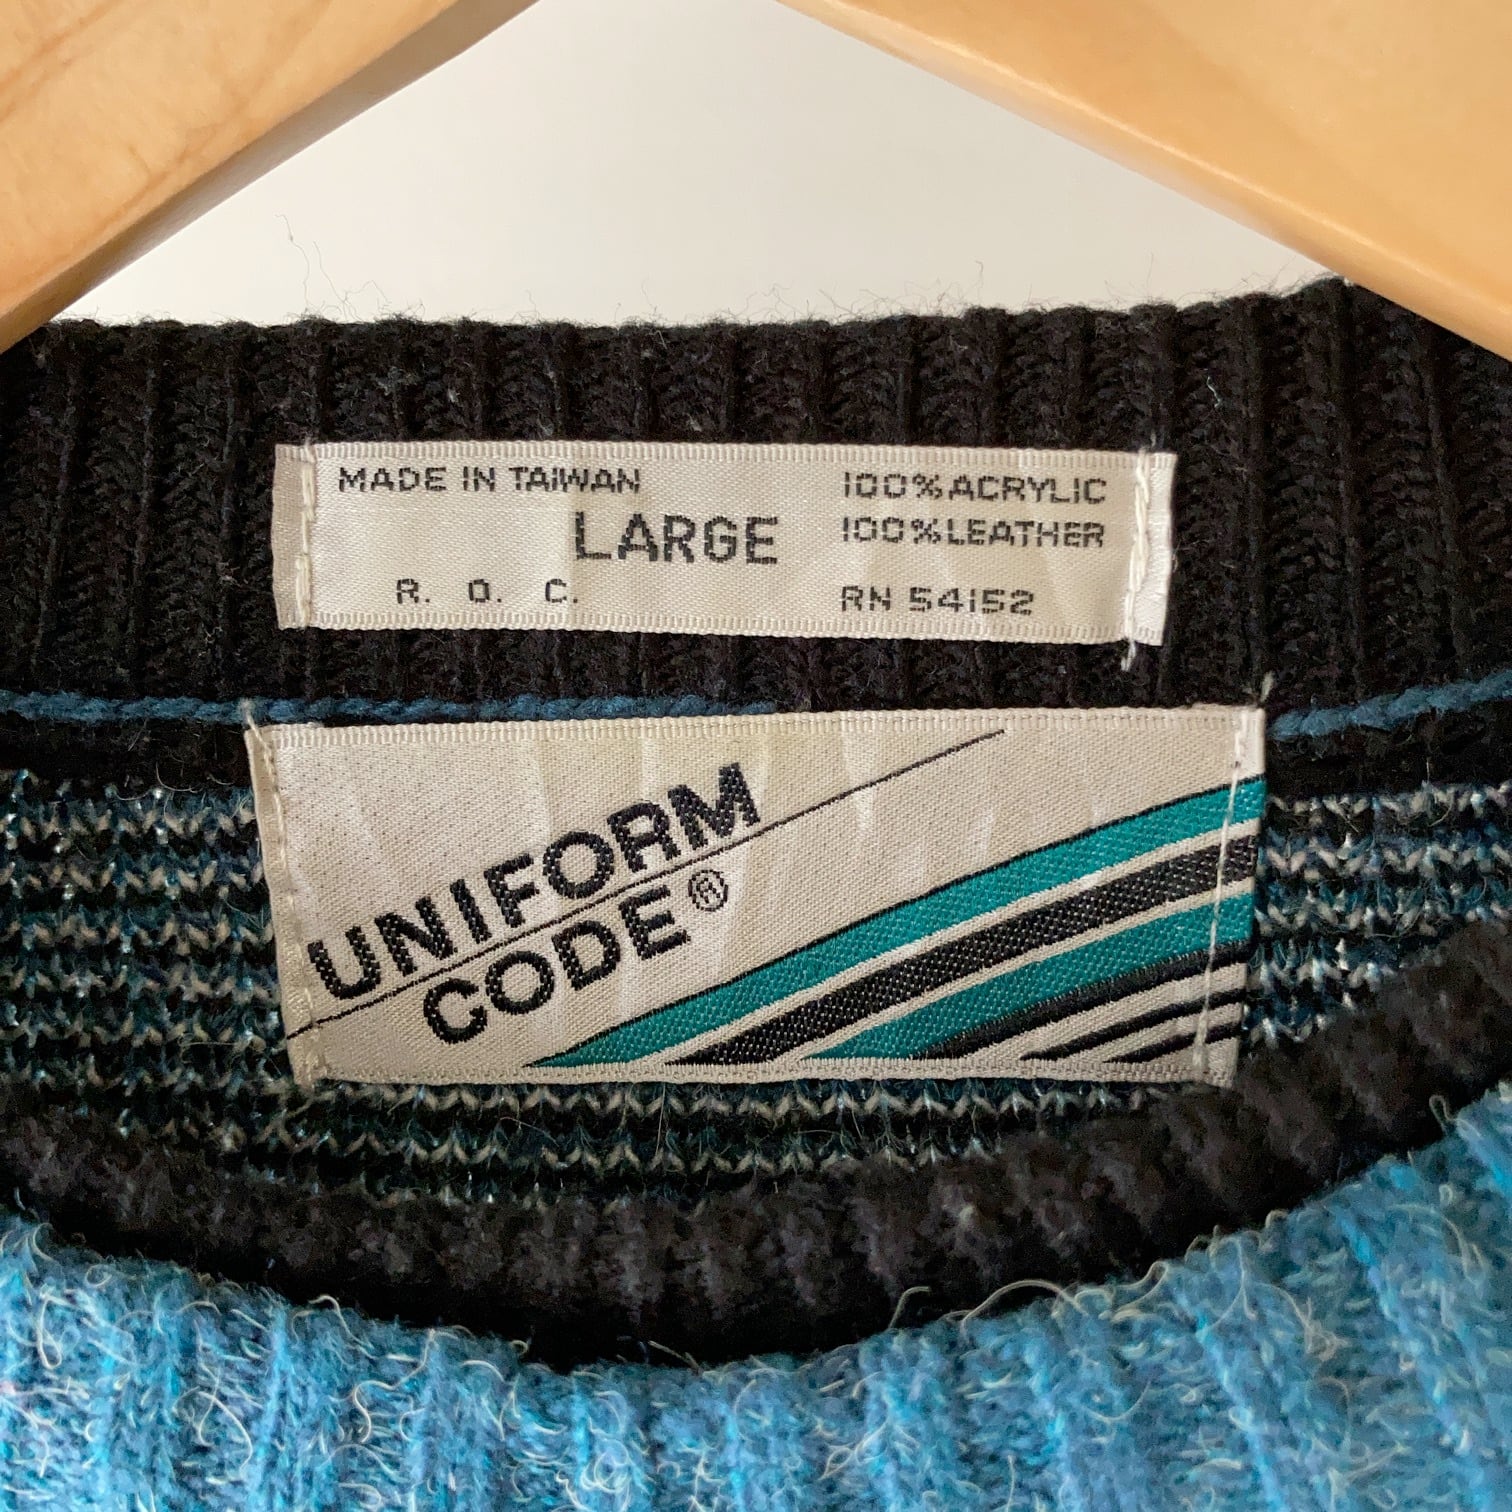 MADE IN TAIWAN
LARGE
R. O. C.
100% ACRYLIC
100% LEATHER
RN 54152
UNIFORM
CODE®